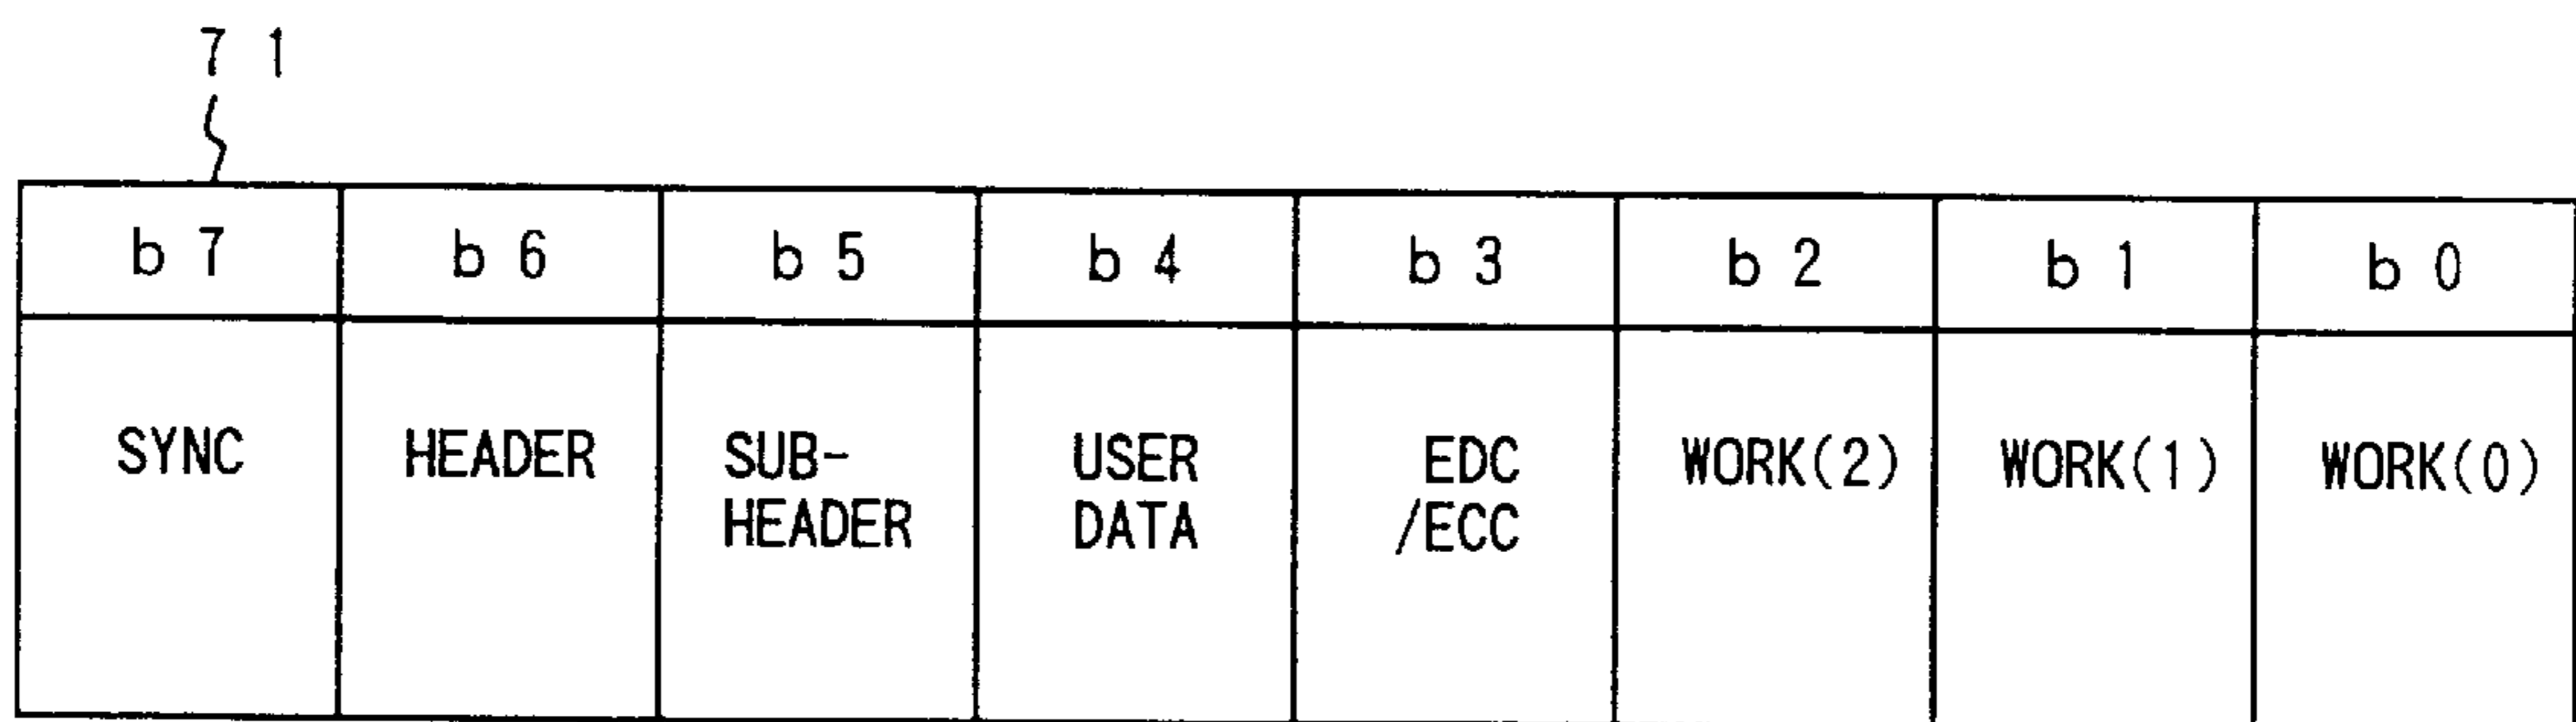 7 1
b 7 b 6 b 5 b 4 b 3 b 2 b 1 b 0
SYNC HEADER SUB- USER EDC WORK(2) WORK(1) WORK(0)
HEADER DATA /ECC